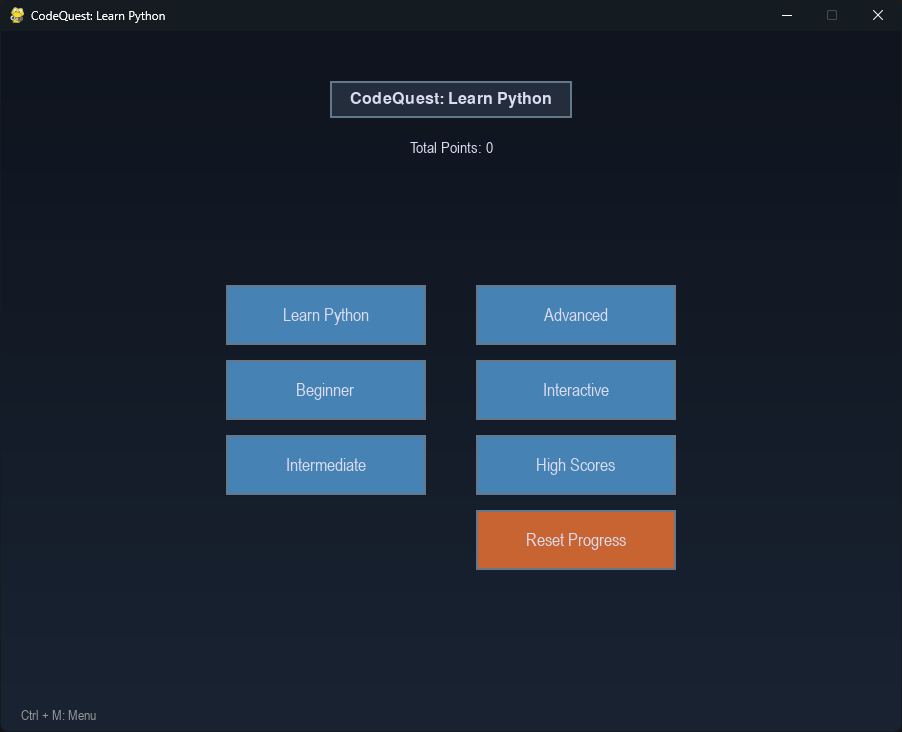 CodeQuest: Learn Python
CodeQuest: Learn Python
Total Points: 0
Learn Python
Advanced
Beginner
Interactive
Intermediate
High Scores
Reset Progress
Ctrl + M: Menu